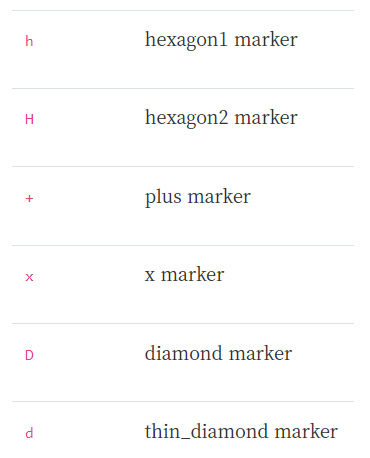 h hexagon1 marker
H hexagon2 marker
+ plus marker
x x marker
D diamond marker
d thin_diamond marker